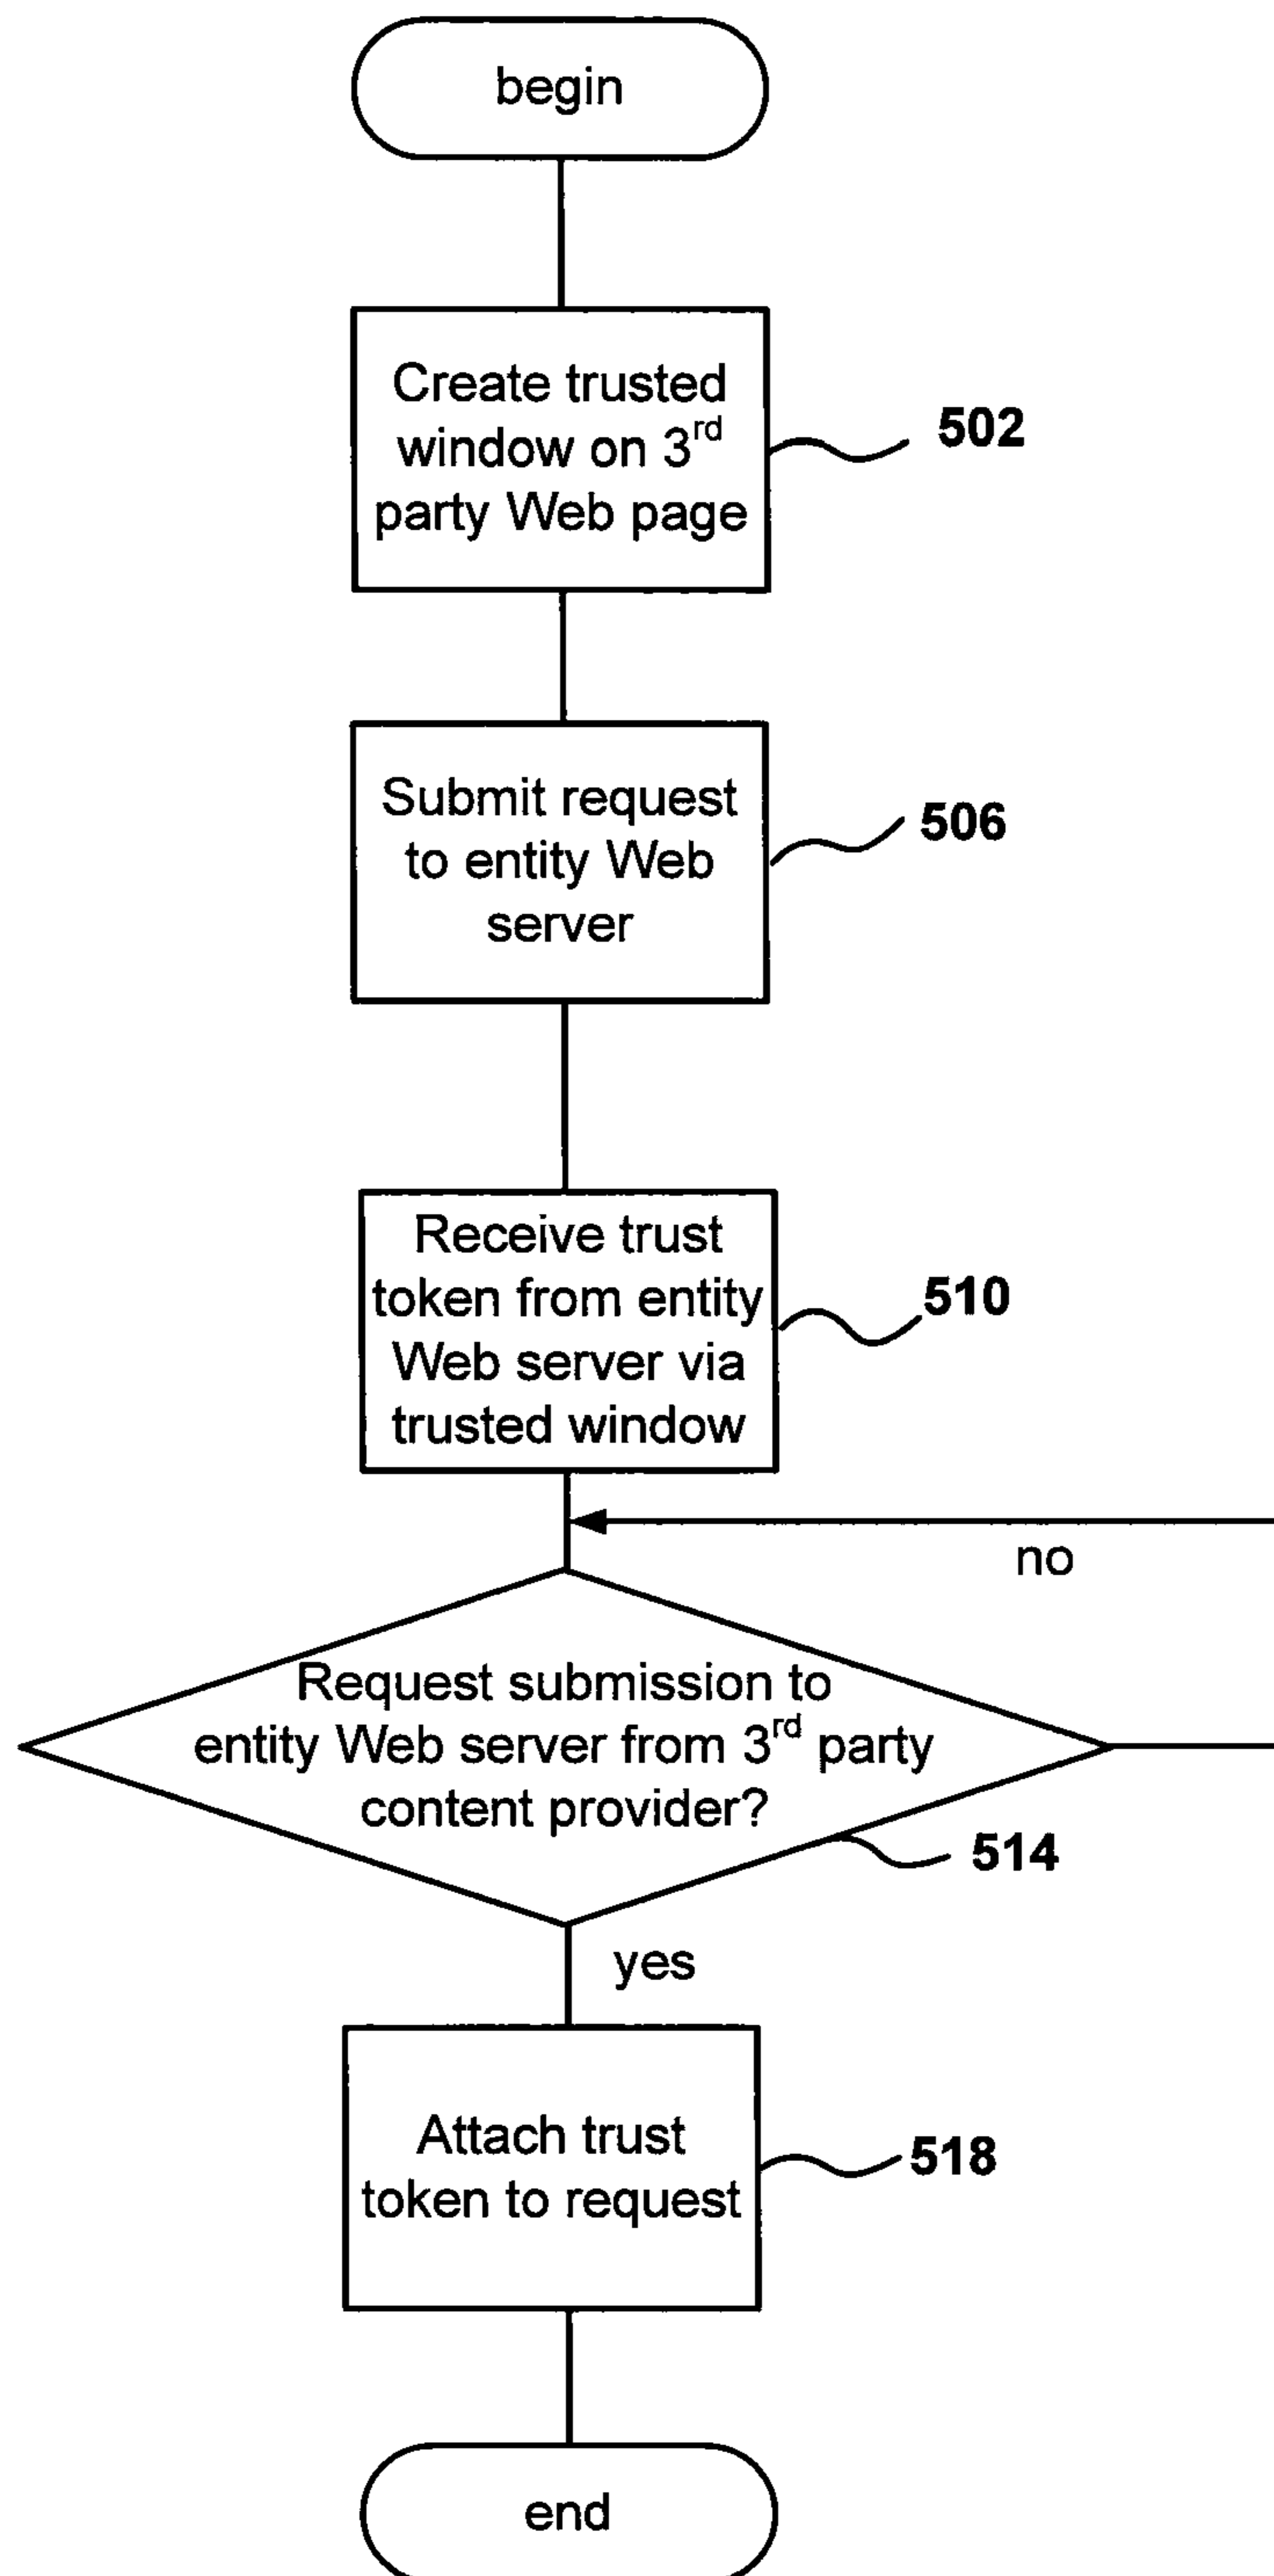 begin
Create trusted
window on 3rd
party Web page
502
Submit request
to entity Web
server
506
Receive trust
token from entity
Web server via
trusted window
510
no
Request submission to
entity Web server from 3rd party
content provider?
514
yes
Attach trust
token to request
518
end